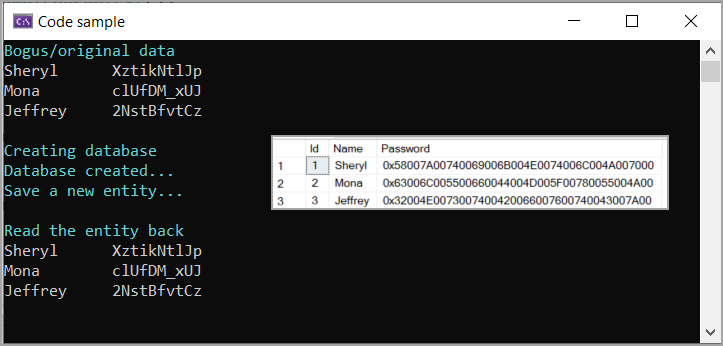 C:\ Code sample
Bogus/original data
Sheryl XztikNtlJp
Mona clUfDM_xUJ
Jeffrey 2NstBfvtCz
Creating database
Database created...
Save a new entity...
Id Name Password
1 1 Sheryl 0x58007A00740069006B004E0074006C004A007000
2 2 Mona 0x63006C005500660044004D005F00780055004A00
3 3 Jeffrey 0x32004E0073007400420066007600740043007A00
Read the entity back
Sheryl XztikNtlJp
Mona clUfDM_xUJ
Jeffrey 2NstBfvtCz